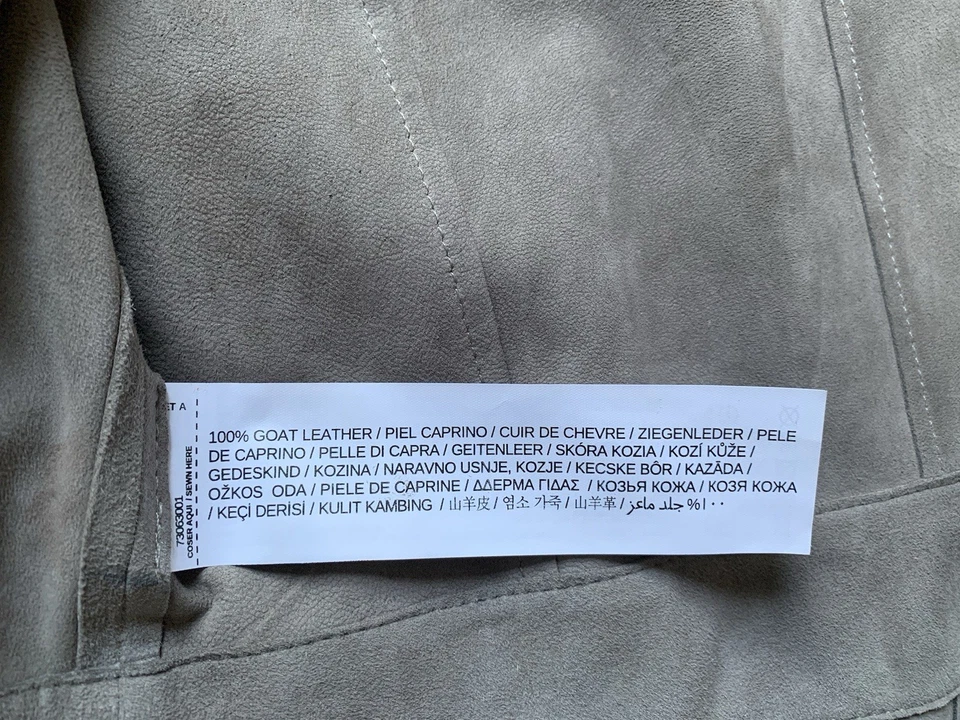 ET A
73063001
COSER AQUI / SEWN HERE
100% GOAT LEATHER / PIEL CAPRINO / CUIR DE CHEVRE / ZIEGENLEDER / PELE
DE CAPRINO / PELLE DI CAPRA / GEITENLEER / SKÓRA KOZIA / KOZÍ KŮŽE /
GEDESKIND / KOZINA / NARAVNO USNJE, KOZJE / KECSKE BÔR / KAZĀDA /
OŽKOS ODA / PIELE DE CAPRINE / ΔΔΕΡΜΑ ΓΙΔΑΣ / КОЗЬЯ КОЖА / КОЗЯ КОЖА
/ KEÇİ DERİSİ / KULIT KAMBING / 山羊皮 / 염소 가죽 / 山羊革 / جلد ماعز %١٠٠